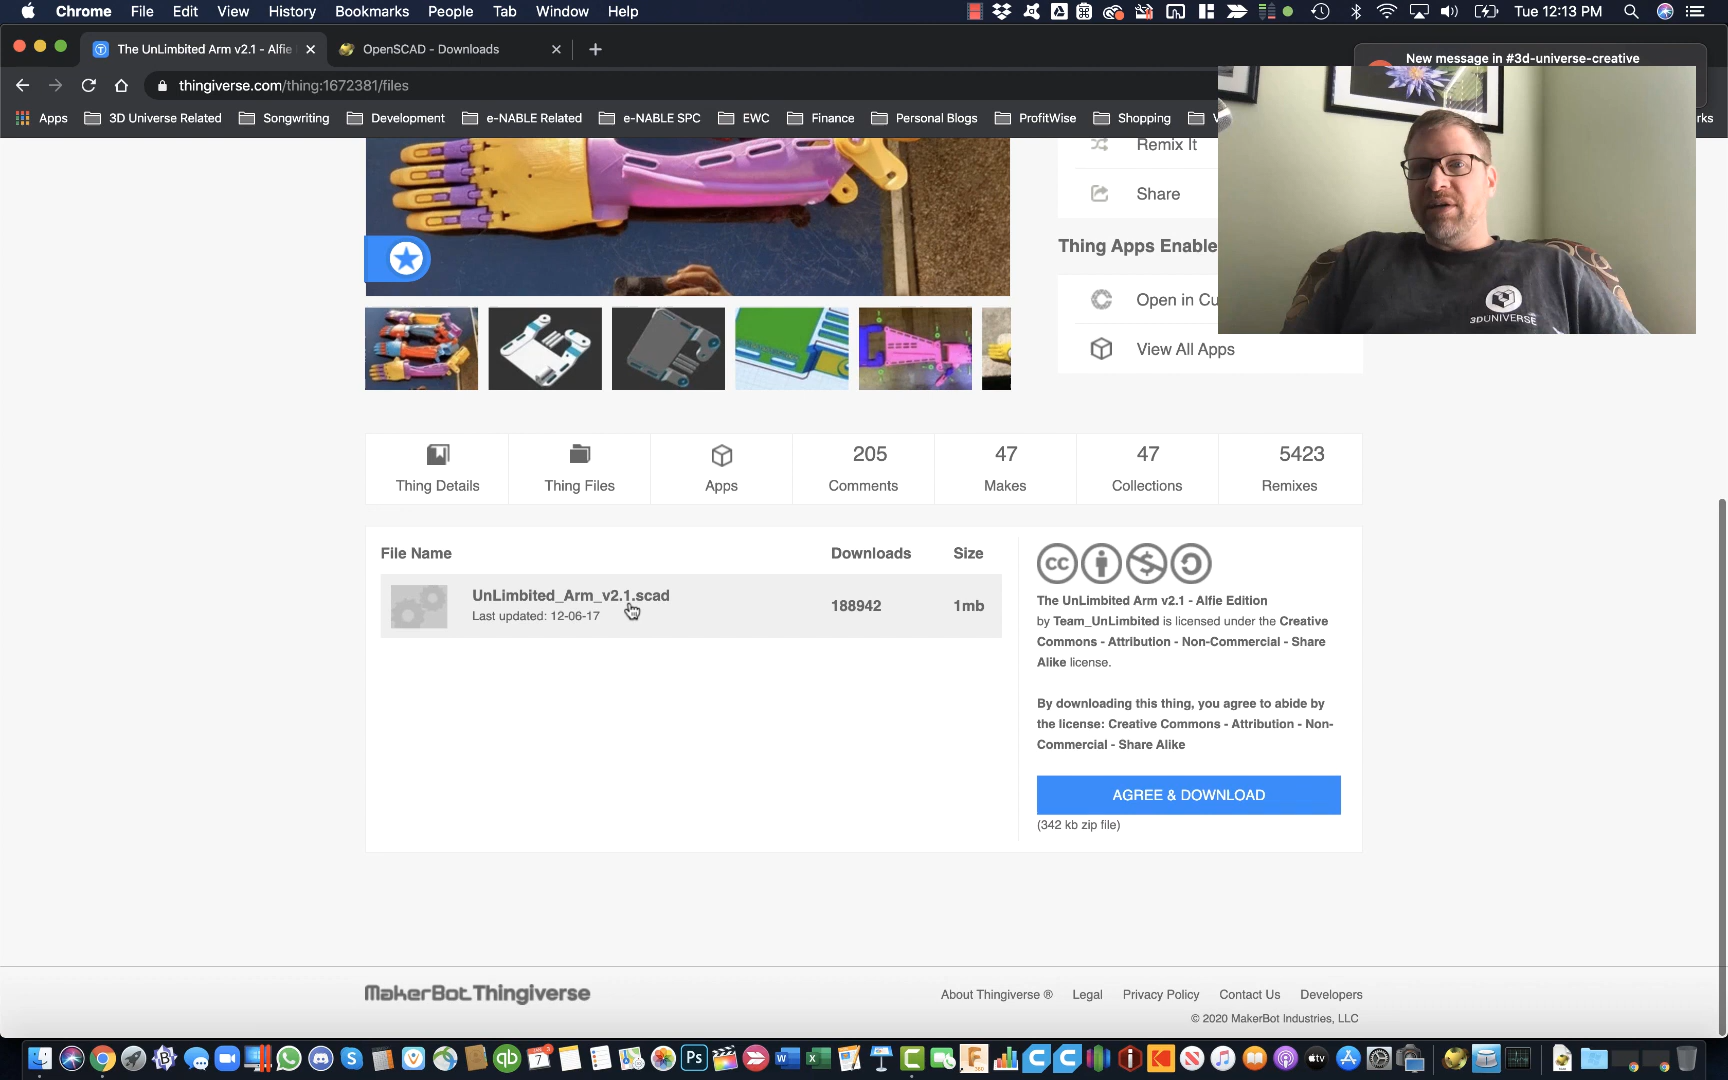 Chrome File Edit View History Bookmarks People Tab Window Help Tue 12:13 PM
The UnLimbited Arm v2.1 - Alfie
OpenSCAD - Downloads
New message in #3d-universe-creative
thingiverse.com/thing:1672381/files
Apps 3D Universe Related Songwriting Development e-NABLE Related e-NABLE SPC EWC Finance Personal Blogs ProfitWise Shopping
Remix It
Share
Thing Apps Enable
Open in Cu
View All Apps
3DUNIVERSE
205 47 47 5423
Thing Details Thing Files Apps Comments Makes Collections Remixes
File Name Downloads Size
UnLimbited_Arm_v2.1.scad
Last updated: 12-06-17
188942 1mb
cc
The UnLimbited Arm v2.1 - Alfie Edition
by Team_UnLimbited is licensed under the Creative
Commons - Attribution - Non-Commercial - Share
Alike license.
By downloading this thing, you agree to abide by
the license: Creative Commons - Attribution - Non-
Commercial - Share Alike
AGREE & DOWNLOAD
(342 kb zip file)
MakerBot.Thingiverse
About Thingiverse ® Legal Privacy Policy Contact Us Developers
© 2020 MakerBot Industries, LLC